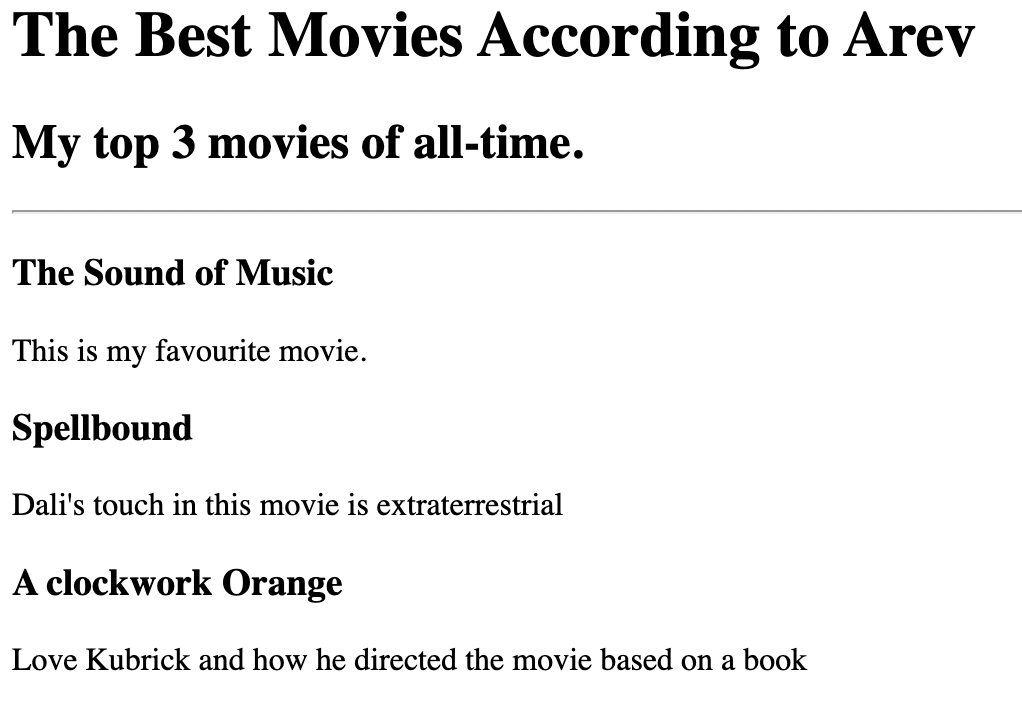 The Best Movies According to Arev
My top 3 movies of all-time.
The Sound of Music
This is my favourite movie.
Spellbound
Dali's touch in this movie is extraterrestrial
A clockwork Orange
Love Kubrick and how he directed the movie based on a book